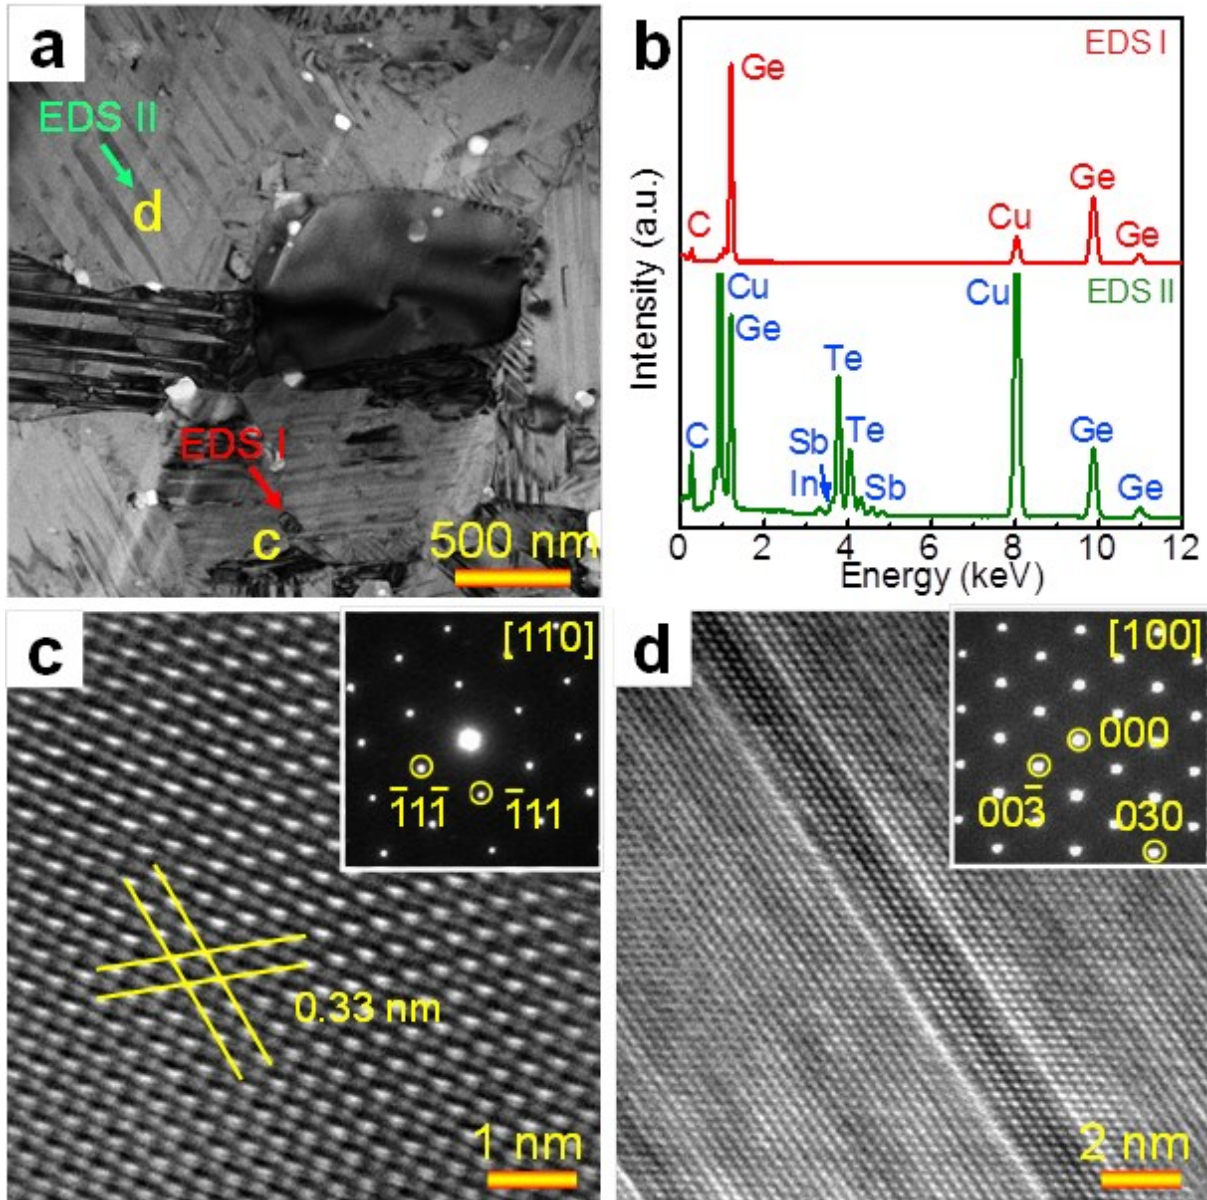 a
EDS II
d
EDS I
c
500 nm
b
EDS I
Ge
C
Cu
Ge
Ge
EDS II
Cu
Ge
C
Te
Te
Sb
In
Sb
Cu
Ge
Ge
0 2 4 6 8 10 12
Energy (keV)
Intensity (a.u.)
c
[110]
1̅11̅
1̅11
0.33 nm
1 nm
d
[100]
000
003̅
030
2 nm